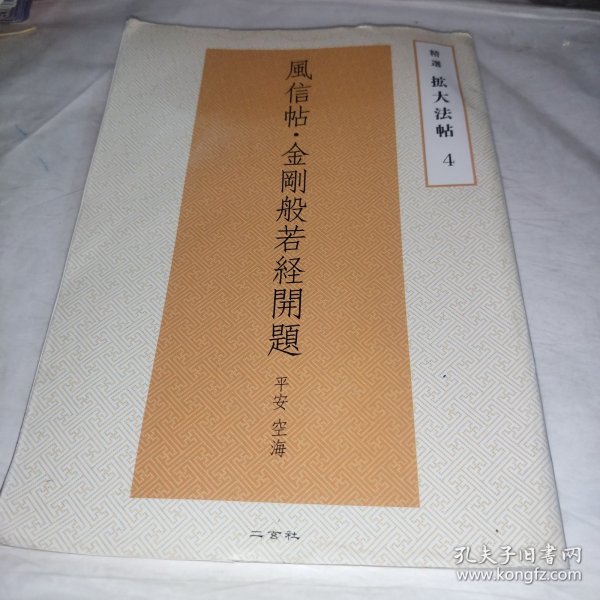 精選 拡大法帖 4
風信帖・金剛般若経開題
平安 空海
二玄社
孔夫子旧书网
www.kongfz.com